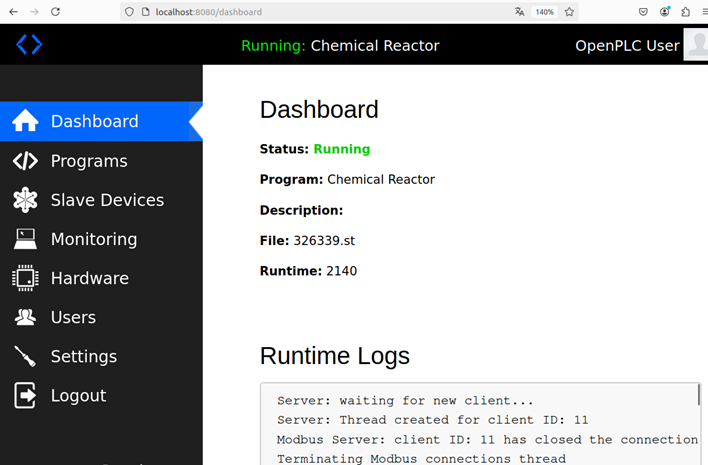 localhost:8080/dashboard
140%
Running: Chemical Reactor
OpenPLC User
Dashboard
Programs
Slave Devices
Monitoring
Hardware
Users
Settings
Logout
Dashboard
Status: Running
Program: Chemical Reactor
Description:
File: 326339.st
Runtime: 2140
Runtime Logs
Server: waiting for new client...
Server: Thread created for client ID: 11
Modbus Server: client ID: 11 has closed the connection
Terminating Modbus connections thread